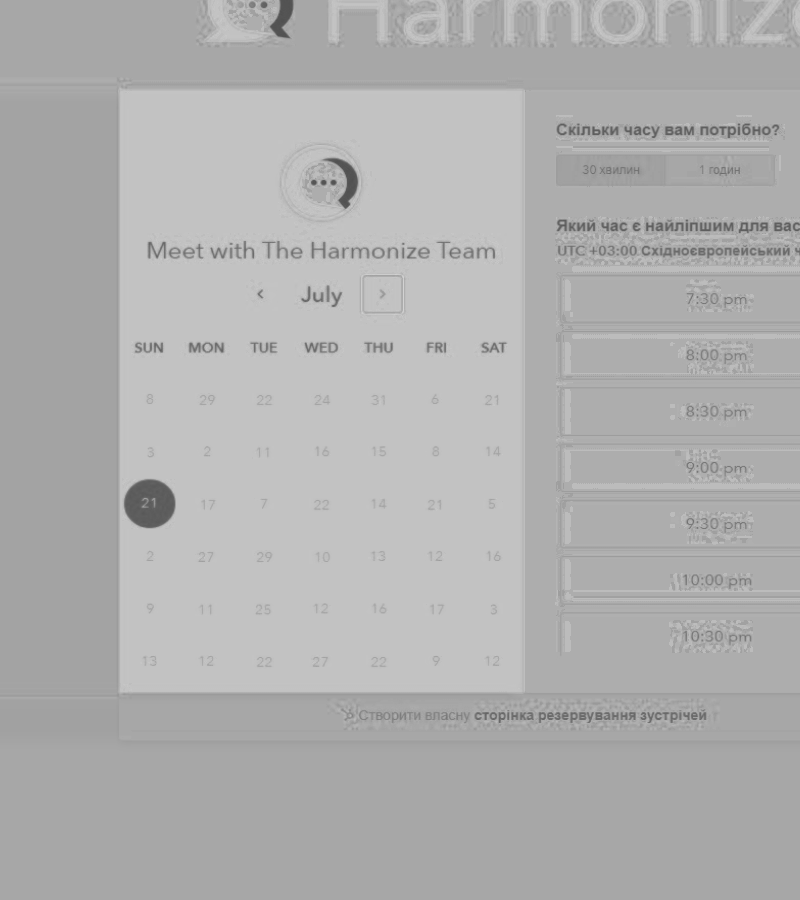 Harmonize
Meet with The Harmonize Team
July
SUN MON TUE WED THU FRI SAT
8 29 22 24 31 6 21
3 2 11 16 15 8 14
21 17 7 22 14 21 5
2 27 29 10 13 12 16
9 11 25 12 16 17 3
13 12 22 27 22 9 12
Скільки часу вам потрібно?
30 хвилин 1 годин
Який час є найліпшим для вас
UTC +03:00 Східноєвропейський ч
7:30 pm
8:00 pm
8:30 pm
9:00 pm
9:30 pm
10:00 pm
10:30 pm
Створити власну сторінка резервування зустрічей